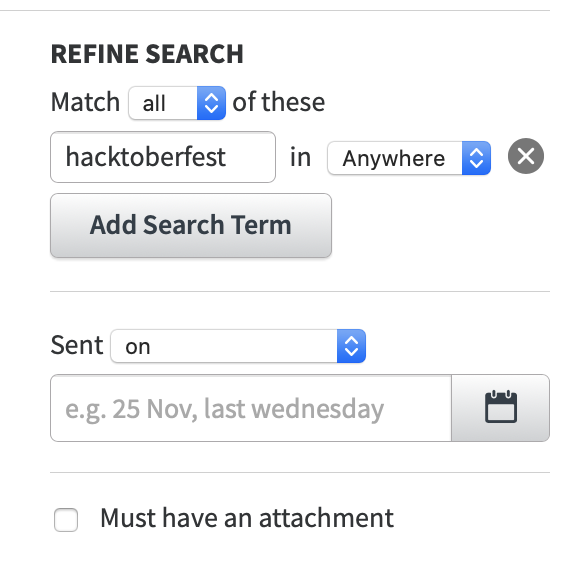 REFINE SEARCH
Match all of these
hacktoberfest in Anywhere
Add Search Term
Sent on
e.g. 25 Nov, last wednesday
Must have an attachment